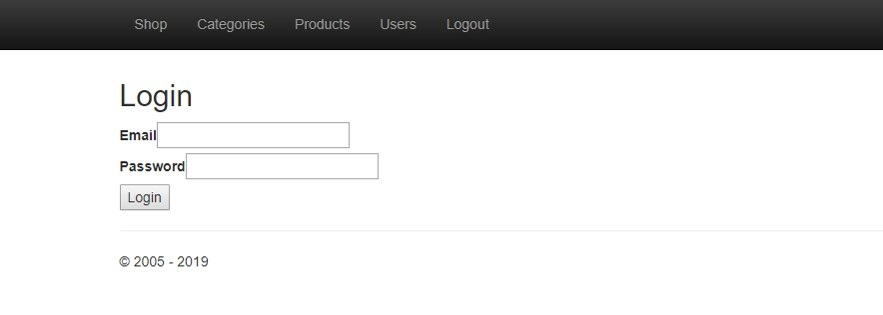 Shop Categories Products Users Logout
Login
Email
Password
Login
© 2005 - 2019